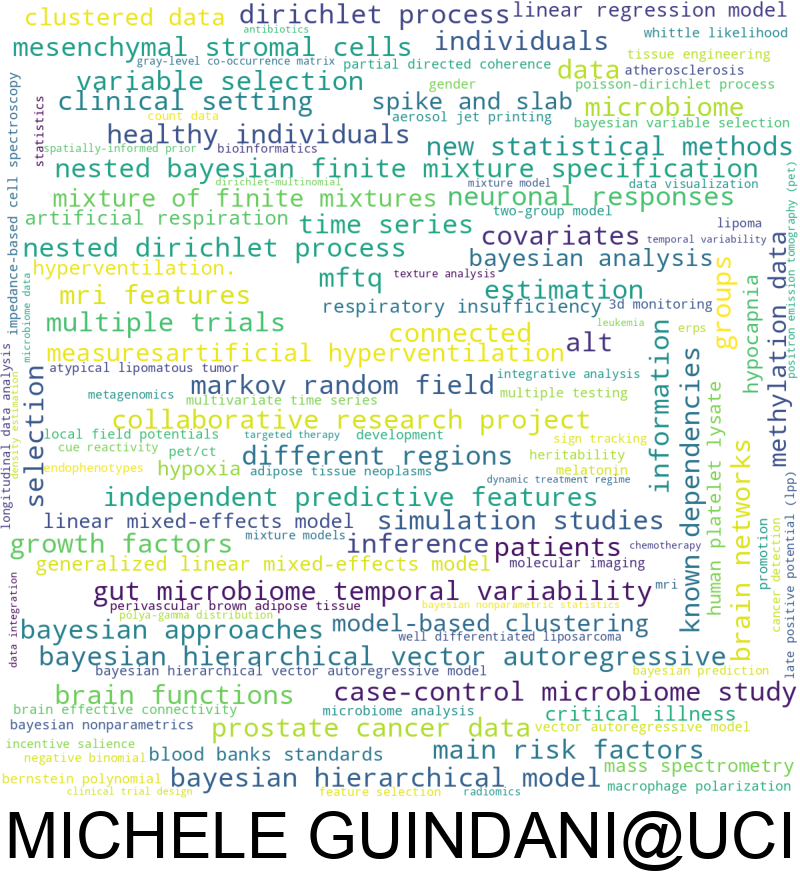 clustered data dirichlet process linear regression model
antibiotics whittle likelihood
mesenchymal stromal cells individuals
tissue engineering
gray-level co-occurrence matrix partial directed coherence data atherosclerosis
variable selection gender poisson-dirichlet process
clinical setting spike and slab microbiome
count data aerosol jet printing bayesian variable selection
impedance-based cell spectroscopy
statistics
healthy individuals new statistical methods
spatially-informed prior bioinformatics
nested bayesian finite mixture specification
dirichlet-multinomial mixture model data visualization
mixture of finite mixtures neuronal responses
positron emission tomography (pet)
artificial respiration time series two-group model lipoma
covariates temporal variability
nested dirichlet process bayesian analysis
hyperventilation. mftq texture analysis
methylation data
groups
hypocapnia
microbiome data
mri features estimation
respiratory insufficiency 3d monitoring
multiple trials connected leukemia erps
measuresartificial hyperventilation alt
information
known dependencies
longitudinal data analysis
density estimation
selection
atypical lipomatous tumor integrative analysis
markov random field
metagenomics multivariate time series multiple testing
human platelet lysate
collaborative research project
local field potentials targeted therapy development sign tracking
cue reactivity pet/ct different regions heritability
endophenotypes hypoxia adipose tissue neoplasms melatonin
dynamic treatment regime
brain networks
late positive potential (lpp)
independent predictive features
linear mixed-effects model simulation studies
promotion
cancer detection
growth factors mixture models inference patients chemotherapy
generalized linear mixed-effects model molecular imaging
data integration
gut microbiome temporal variability mri
perivascular brown adipose tissue bayesian nonparametric statistics
polya-gamma distribution
bayesian approaches model-based clustering
well differentiated liposarcoma
bayesian hierarchical vector autoregressive
bayesian hierarchical vector autoregressive model bayesian prediction
brain functions case-control microbiome study
brain effective connectivity microbiome analysis critical illness
bayesian nonparametrics prostate cancer data vector autoregressive model
incentive salience
negative binomial blood banks standards main risk factors
mass spectrometry
bernstein polynomial bayesian hierarchical model macrophage polarization
clinical trial design feature selection radiomics
MICHELE GUINDANI@UCI